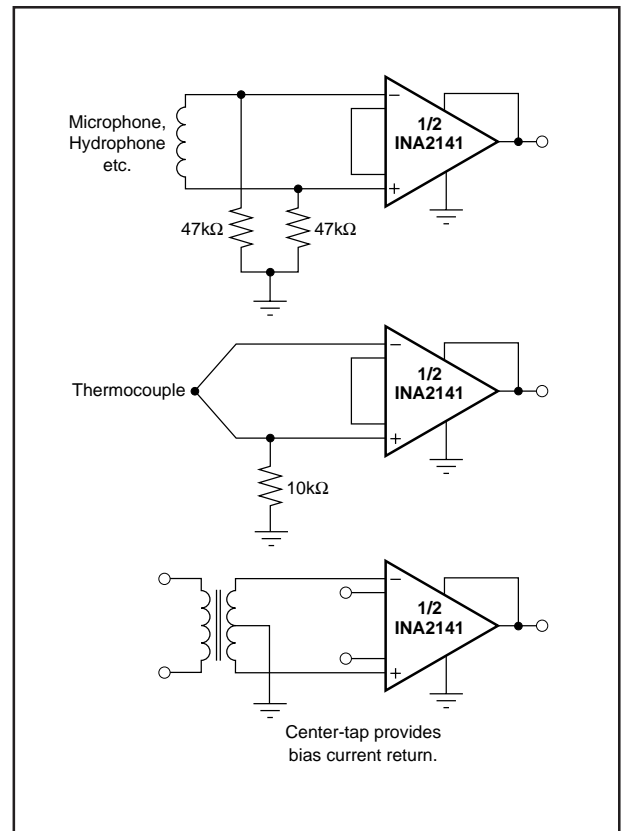 Microphone,
Hydrophone
etc.
−
1/2
INA2141
+
47kΩ
47kΩ
Thermocouple
−
1/2
INA2141
+
10kΩ
−
1/2
INA2141
+
Center-tap provides
bias current return.